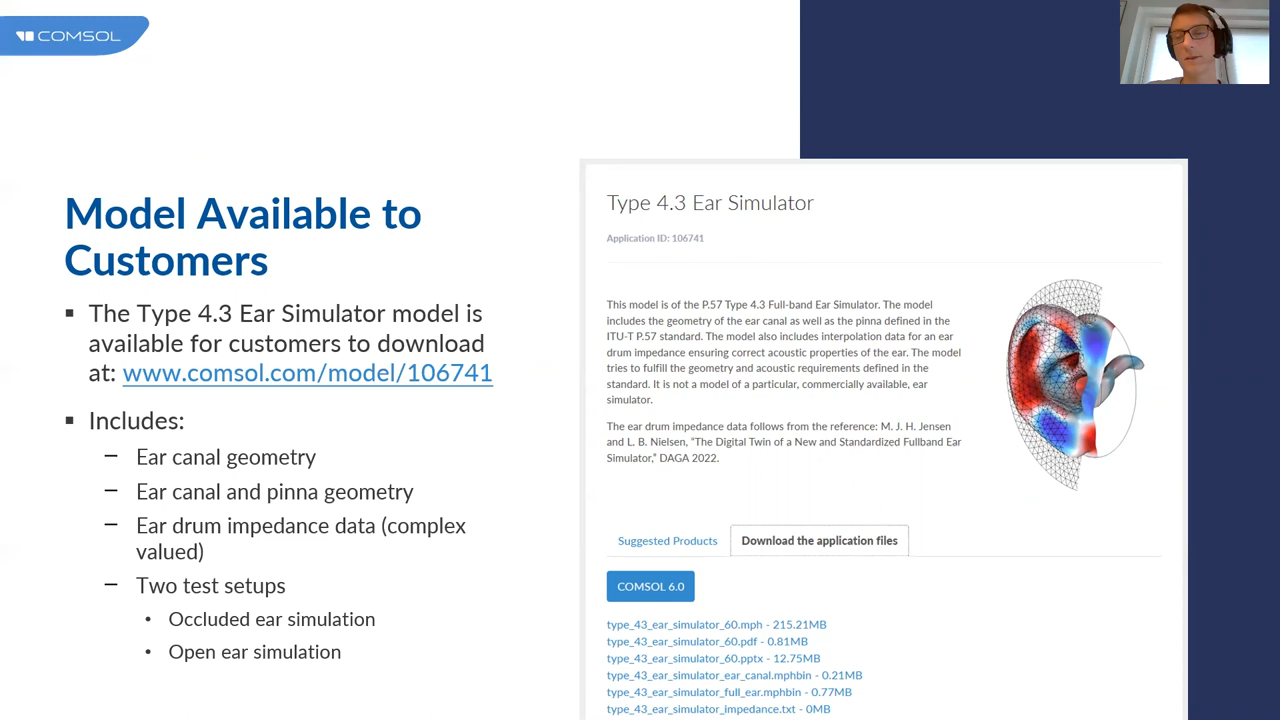 COMSOL
Model Available to
Customers
▪ The Type 4.3 Ear Simulator model is
available for customers to download
at: www.comsol.com/model/106741
▪ Includes:
– Ear canal geometry
– Ear canal and pinna geometry
– Ear drum impedance data (complex
valued)
– Two test setups
• Occluded ear simulation
• Open ear simulation
Type 4.3 Ear Simulator
Application ID: 106741
This model is of the P.57 Type 4.3 Full-band Ear Simulator. The model
includes the geometry of the ear canal as well as the pinna defined in the
ITU-T P.57 standard. The model also includes interpolation data for an ear
drum impedance ensuring correct acoustic properties of the ear. The model
tries to fulfill the geometry and acoustic requirements defined in the
standard. It is not a model of a particular, commercially available, ear
simulator.
The ear drum impedance data follows from the reference: M. J. H. Jensen
and L. B. Nielsen, “The Digital Twin of a New and Standardized Fullband Ear
Simulator,” DAGA 2022.
Suggested Products
Download the application files
COMSOL 6.0
type_43_ear_simulator_60.mph - 215.21MB
type_43_ear_simulator_60.pdf - 0.81MB
type_43_ear_simulator_60.pptx - 12.75MB
type_43_ear_simulator_ear_canal.mphbin - 0.21MB
type_43_ear_simulator_full_ear.mphbin - 0.77MB
type_43_ear_simulator_impedance.txt - 0MB